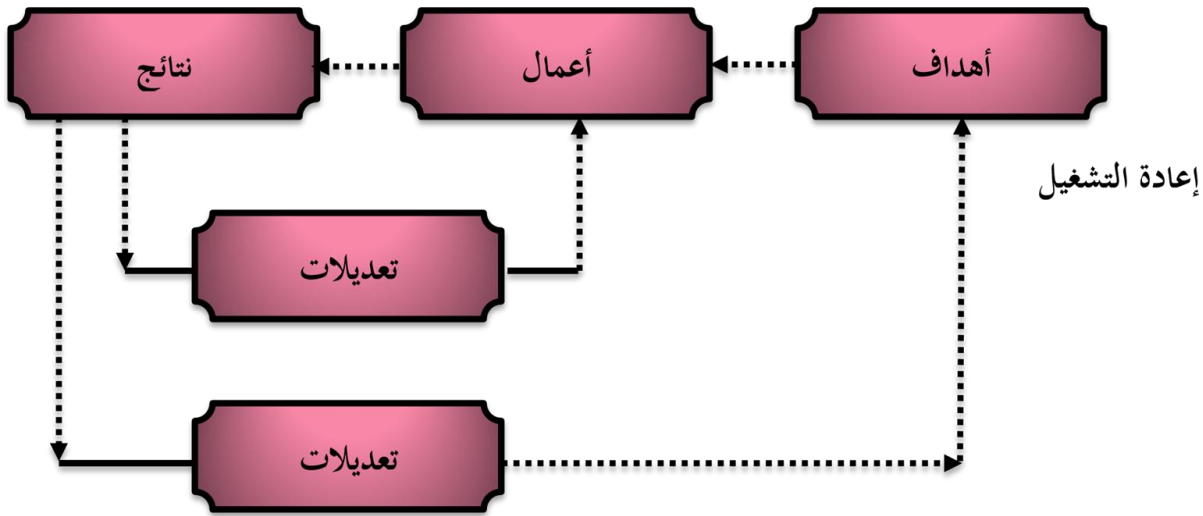 أهداف
أعمال
نتائج
إعادة التشغيل
تعديلات
تعديلات